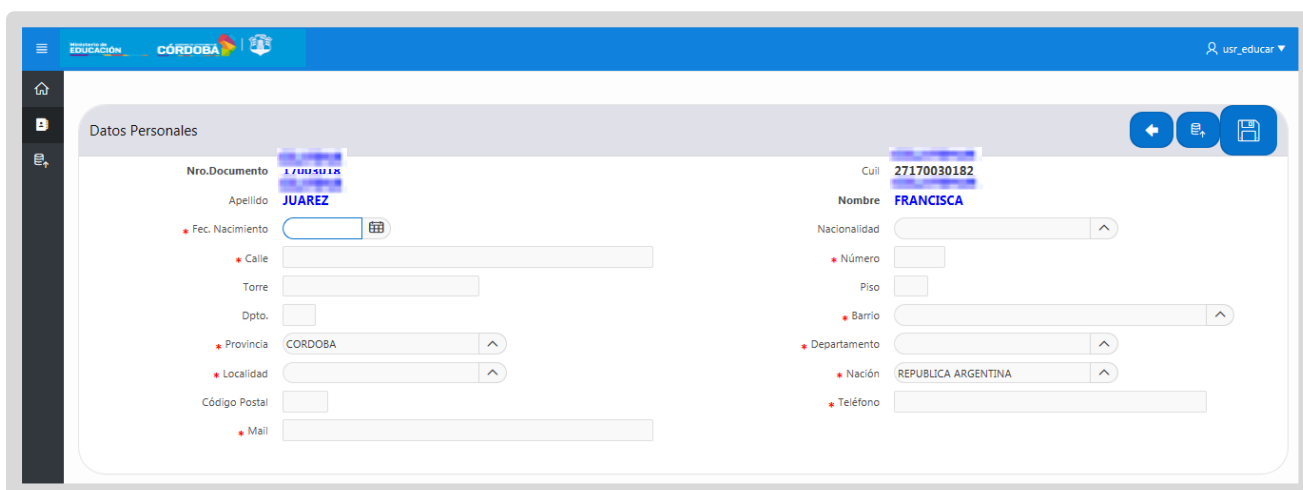 Ministerio de
EDUCACIÓN CÓRDOBA usr_educar
Datos Personales
Nro.Documento 17003018 Cuil 27170030182
Apellido JUAREZ Nombre FRANCISCA
* Fec. Nacimiento Nacionalidad
* Calle * Número
Torre Piso
Dpto. * Barrio
* Provincia CORDOBA * Departamento
* Localidad * Nación REPUBLICA ARGENTINA
Código Postal * Teléfono
* Mail